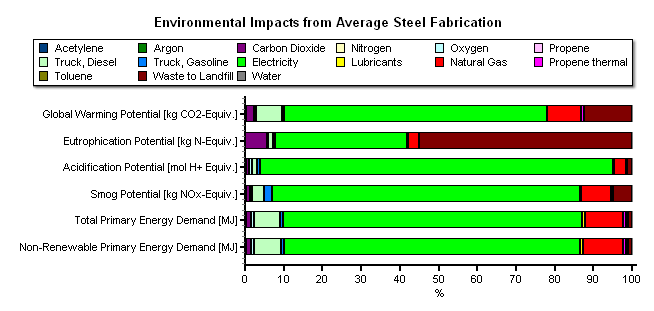 Environmental Impacts from Average Steel Fabrication
Acetylene Argon Carbon Dioxide Nitrogen Oxygen Propene
Truck, Diesel Truck, Gasoline Electricity Lubricants Natural Gas Propene thermal
Toluene Waste to Landfill Water
Global Warming Potential [kg CO2-Equiv.]
Eutrophication Potential [kg N-Equiv.]
Acidification Potential [mol H+ Equiv.]
Smog Potential [kg NOx-Equiv.]
Total Primary Energy Demand [MJ]
Non-Renewable Primary Energy Demand [MJ]
0 10 20 30 40 50 60 70 80 90 100
%